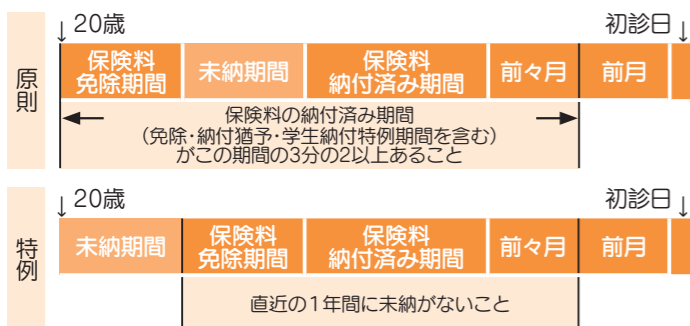 原則
↓20歳
初診日↓
保険料
免除期間
未納期間
保険料
納付済み期間
前々月
前月
保険料の納付済み期間
（免除・納付猶予・学生納付特例期間を含む）
がこの期間の3分の2以上あること
特例
↓20歳
初診日↓
未納期間
保険料
免除期間
保険料
納付済み期間
前々月
前月
直近の1年間に未納がないこと